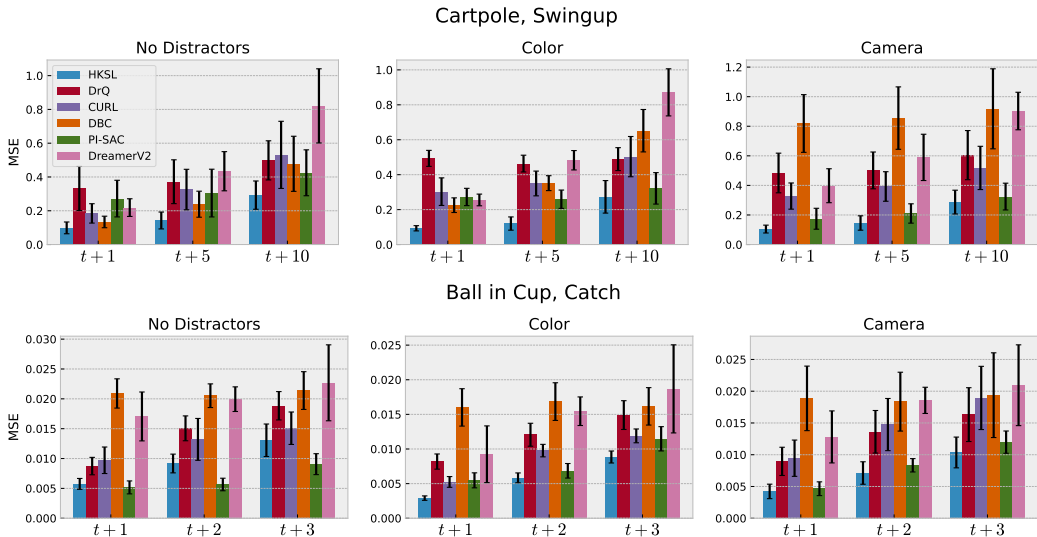 Cartpole, Swingup
No Distractors
Color
Camera
MSE
1.0
0.8
0.6
0.4
0.2
0.0
HKSL
DrQ
CURL
DBC
PI-SAC
DreamerV2
t + 1
t + 5
t + 10
1.0
0.8
0.6
0.4
0.2
0.0
t + 1
t + 5
t + 10
1.2
1.0
0.8
0.6
0.4
0.2
0.0
t + 1
t + 5
t + 10
Ball in Cup, Catch
No Distractors
Color
Camera
MSE
0.030
0.025
0.020
0.015
0.010
0.005
0.000
t + 1
t + 2
t + 3
0.025
0.020
0.015
0.010
0.005
0.000
t + 1
t + 2
t + 3
0.025
0.020
0.015
0.010
0.005
0.000
t + 1
t + 2
t + 3